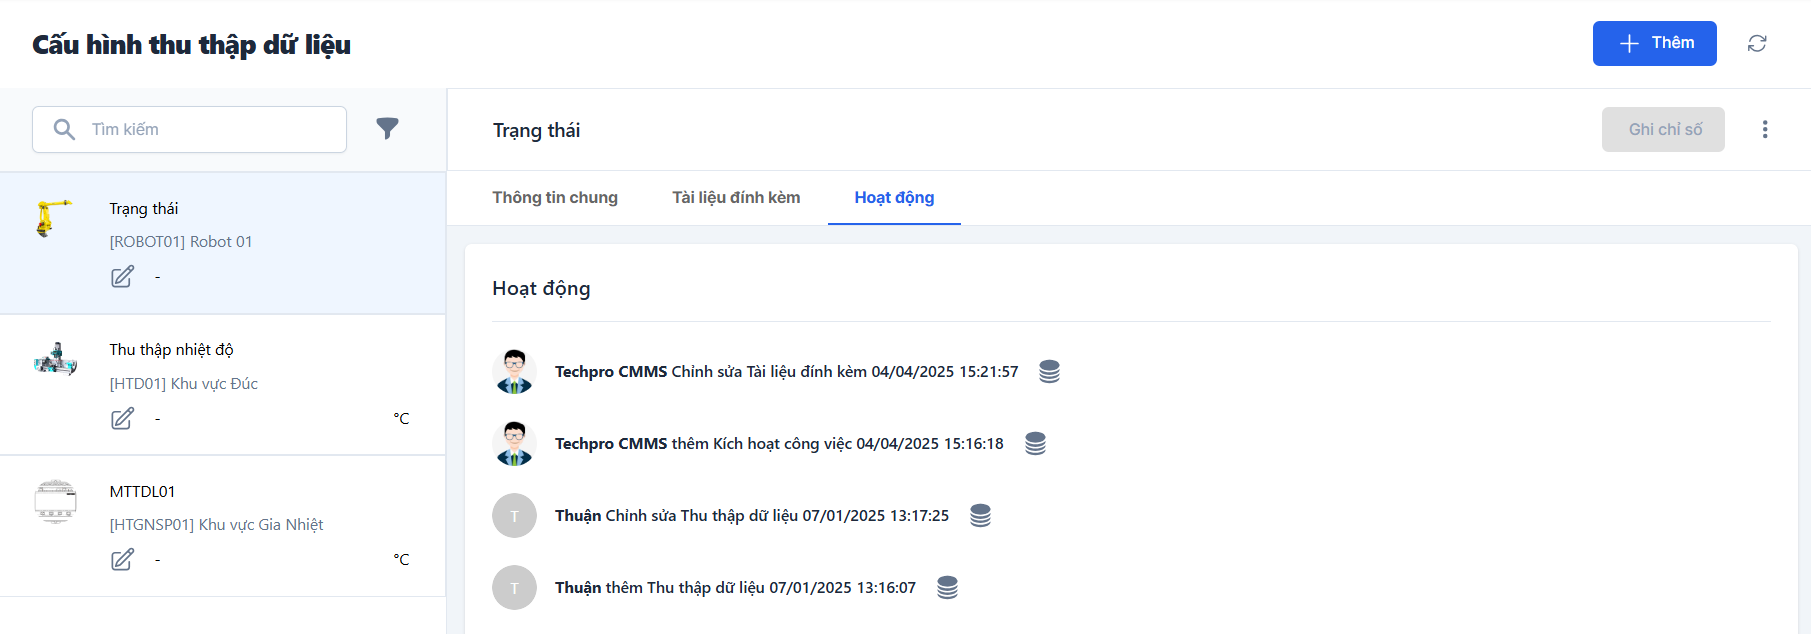 Cấu hình thu thập dữ liệu
Thêm
Tìm kiếm
Trạng thái
[ROBOT01] Robot 01
-
Thu thập nhiệt độ
[HTD01] Khu vực Đúc
- °C
MTTDL01
[HTGNSP01] Khu vực Gia Nhiệt
- °C
Trạng thái
Ghi chỉ số
Thông tin chung Tài liệu đính kèm Hoạt động
Hoạt động
Techpro CMMS Chỉnh sửa Tài liệu đính kèm 04/04/2025 15:21:57
Techpro CMMS thêm Kích hoạt công việc 04/04/2025 15:16:18
T Thuận Chỉnh sửa Thu thập dữ liệu 07/01/2025 13:17:25
T Thuận thêm Thu thập dữ liệu 07/01/2025 13:16:07